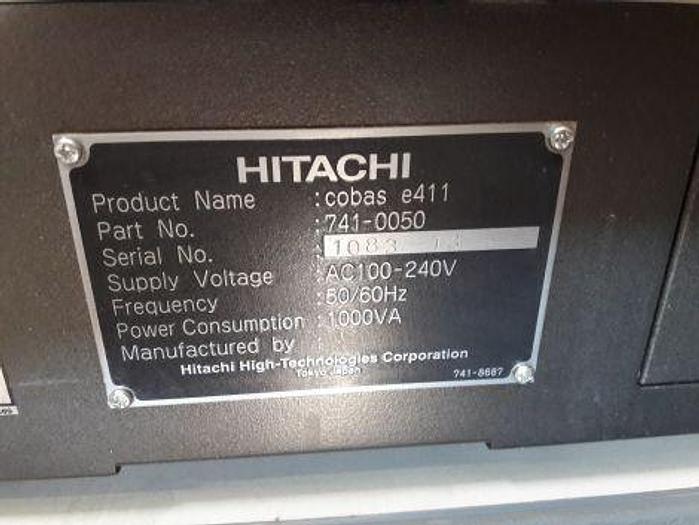 HITACHI
Product Name :cobas e411
Part No. :741-0050
Serial No. :1083
Supply Voltage :AC100-240V
Frequency :50/60Hz
Power Consumption :1000VA
Manufactured by :
Hitachi High-Technologies Corporation
Tokyo Japan
741-8687